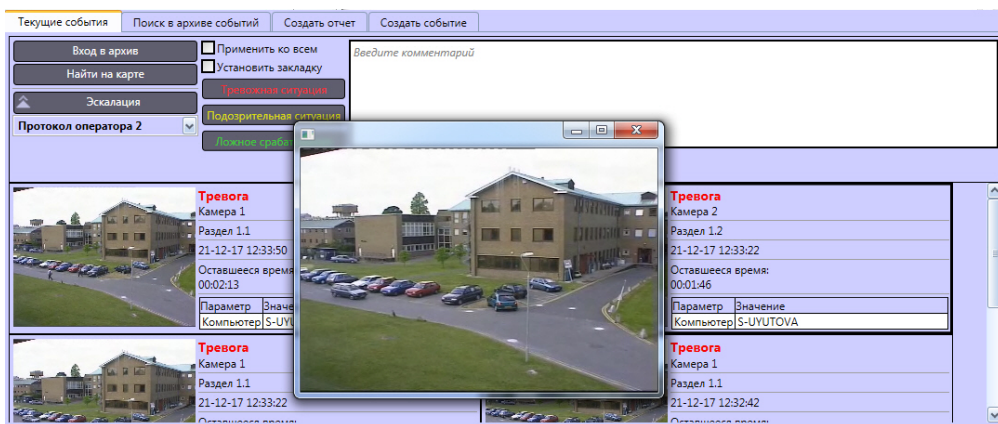 Текущие события
Поиск в архиве событий
Создать отчет
Создать событие
Вход в архив
Найти на карте
Эскалация
Протокол оператора 2
Применить ко всем
Установить закладку
Тревожная ситуация
Подозрительная ситуация
Ложное
Введите комментарий
Тревога
Камера 1
Раздел 1.1
21-12-17 12:33:50
Оставшееся время
00:02:13
Параметр
Компьютер
Тревога
Камера 2
Раздел 1.2
21-12-17 12:33:22
Оставшееся время:
00:01:46
Параметр Значение
Компьютер S-UYUTOVA
Тревога
Камера 1
Раздел 1.1
21-12-17 12:33:22
Тревога
Камера 1
Раздел 1.1
21-12-17 12:32:42